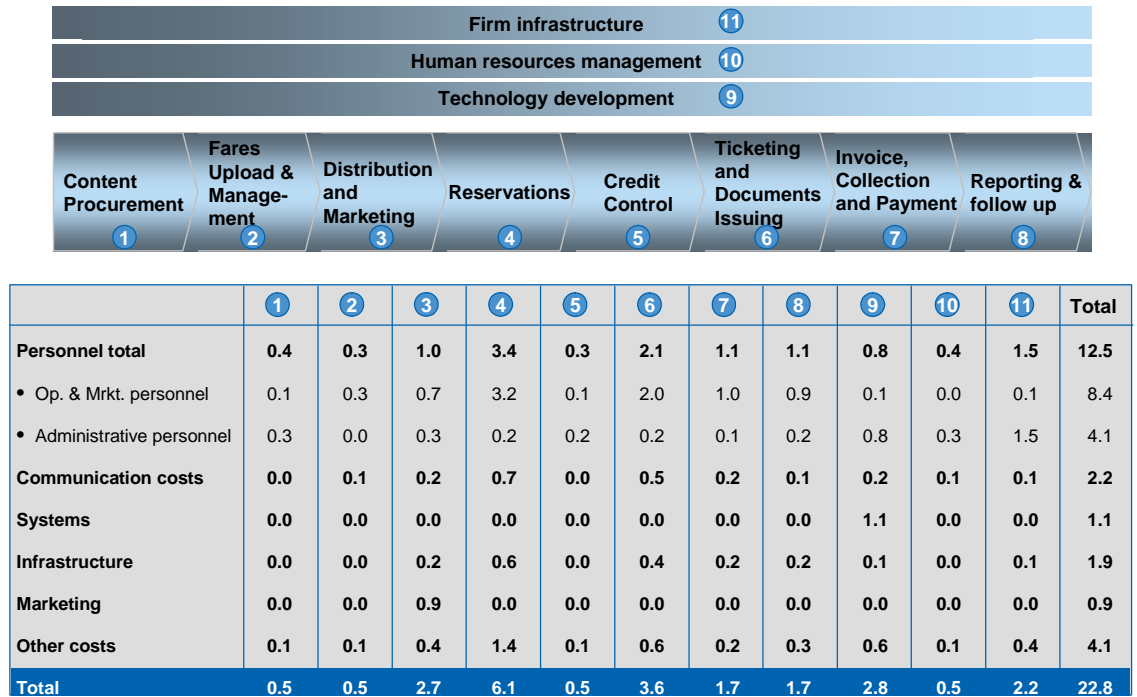 Firm infrastructure 11
Human resources management 10
Technology development 9
Content
Procurement
1
Fares
Upload &
Manage-
ment
2
Distribution
and
Marketing
3
Reservations
4
Credit
Control
5
Ticketing
and
Documents
Issuing
6
Invoice,
Collection
and Payment
7
Reporting &
follow up
8
1 2 3 4 5 6 7 8 9 10 11 Total
Personnel total 0.4 0.3 1.0 3.4 0.3 2.1 1.1 1.1 0.8 0.4 1.5 12.5
• Op. & Mrkt. personnel 0.1 0.3 0.7 3.2 0.1 2.0 1.0 0.9 0.1 0.0 0.1 8.4
• Administrative personnel 0.3 0.0 0.3 0.2 0.2 0.2 0.1 0.2 0.8 0.3 1.5 4.1
Communication costs 0.0 0.1 0.2 0.7 0.0 0.5 0.2 0.1 0.2 0.1 0.1 2.2
Systems 0.0 0.0 0.0 0.0 0.0 0.0 0.0 0.0 1.1 0.0 0.0 1.1
Infrastructure 0.0 0.0 0.2 0.6 0.0 0.4 0.2 0.2 0.1 0.0 0.1 1.9
Marketing 0.0 0.0 0.9 0.0 0.0 0.0 0.0 0.0 0.0 0.0 0.0 0.9
Other costs 0.1 0.1 0.4 1.4 0.1 0.6 0.2 0.3 0.6 0.1 0.4 4.1
Total 0.5 0.5 2.7 6.1 0.5 3.6 1.7 1.7 2.8 0.5 2.2 22.8